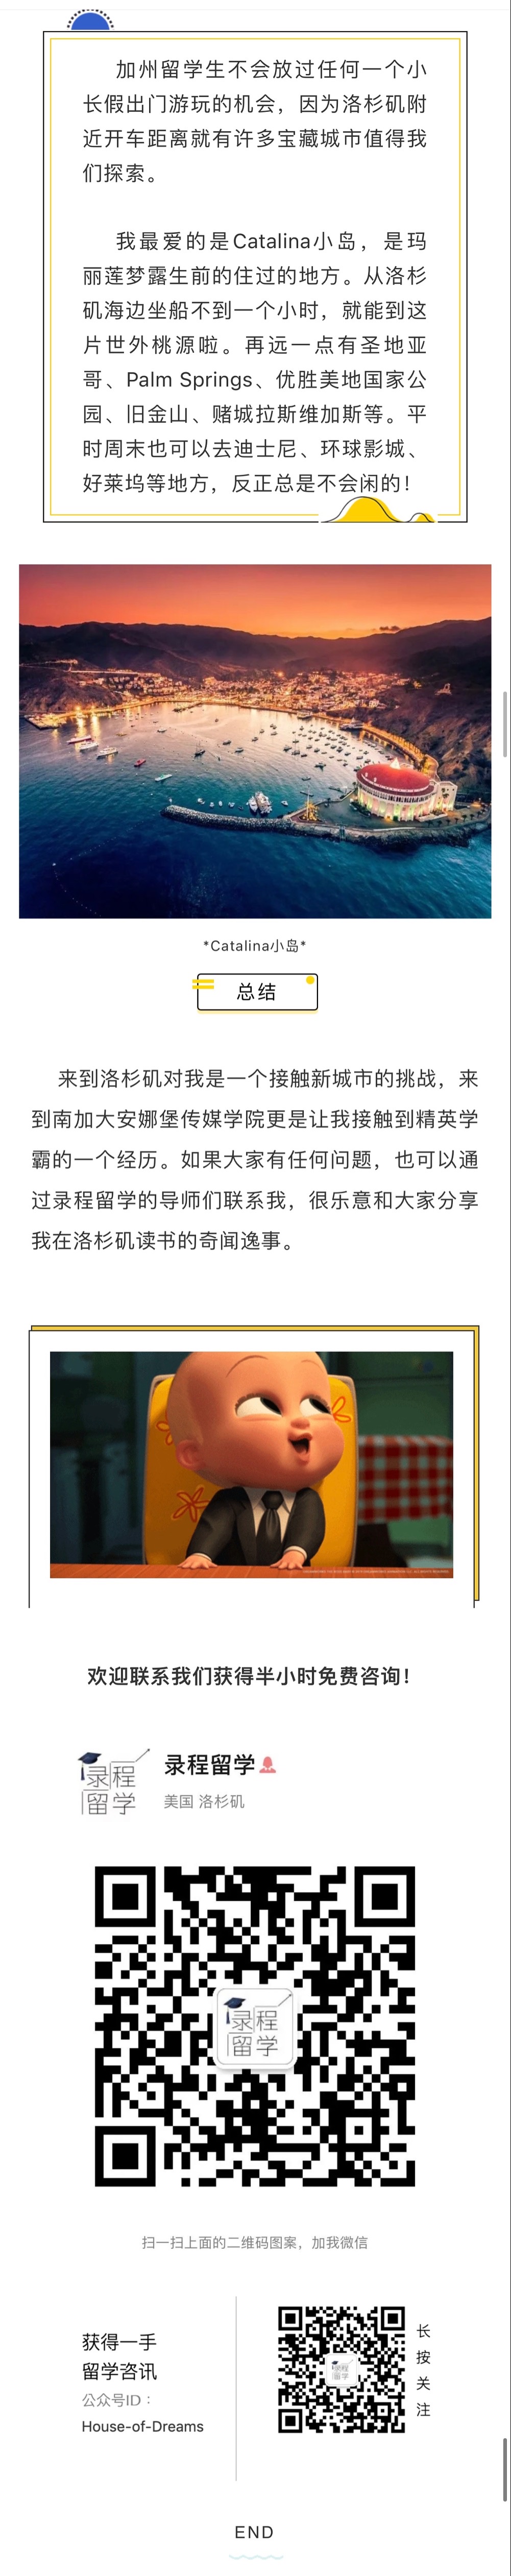 加州留学生不会放过任何一个小
长假出门游玩的机会，因为洛杉矶附
近开车距离就有许多宝藏城市值得我
们探索。
我最爱的是Catalina小岛，是玛
丽莲梦露生前的住过的地方。从洛杉
矶海边坐船不到一个小时，就能到这
片世外桃源啦。再远一点有圣地亚
哥、Palm Springs、优胜美地国家公
园、旧金山、赌城拉斯维加斯等。平
时周末也可以去迪士尼、环球影城、
好莱坞等地方，反正总是不会闲的！
*Catalina小岛*
总结
来到洛杉矶对我是一个接触新城市的挑战，来
到南加大安娜堡传媒学院更是让我接触到精英学
霸的一个经历。如果大家有任何问题，也可以通
过录程留学的导师们联系我，很乐意和大家分享
我在洛杉矶读书的奇闻逸事。
欢迎联系我们获得半小时免费咨询！
录程
留学
录程留学
美国 洛杉矶
录程
留学
扫一扫上面的二维码图案，加我微信
获得一手
留学咨讯
公众号ID：
House-of-Dreams
录程
留学
长
按
关
注
END